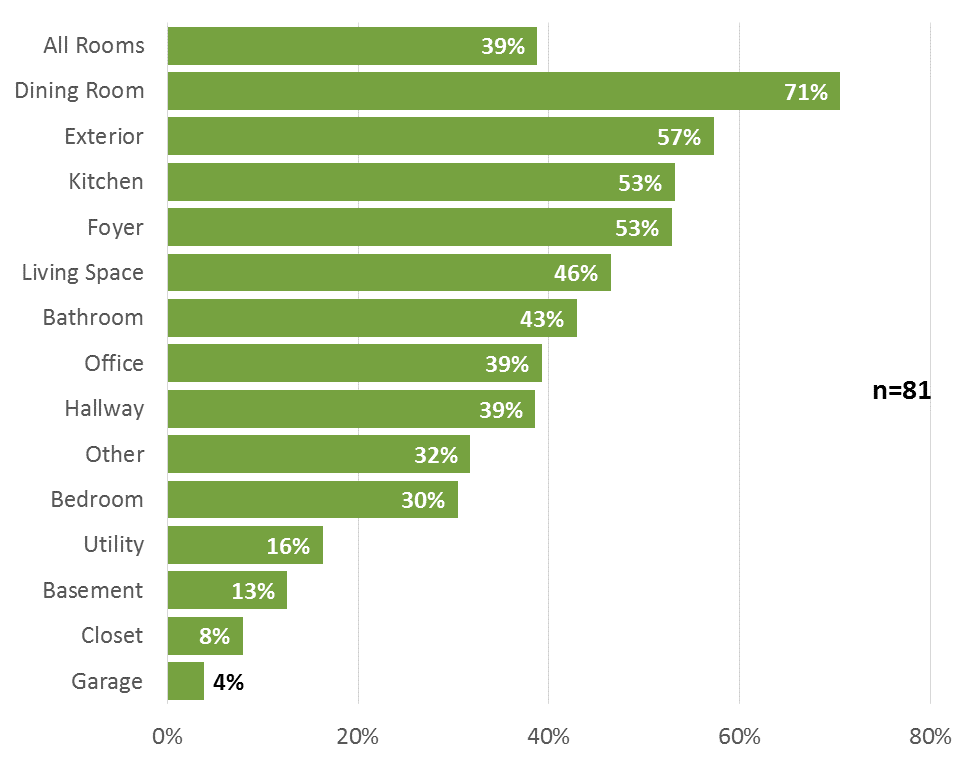 All Rooms 39%
Dining Room 71%
Exterior 57%
Kitchen 53%
Foyer 53%
Living Space 46%
Bathroom 43%
Office 39%
n=81
Hallway 39%
Other 32%
Bedroom 30%
Utility 16%
Basement 13%
Closet 8%
Garage 4%
0% 20% 40% 60% 80%